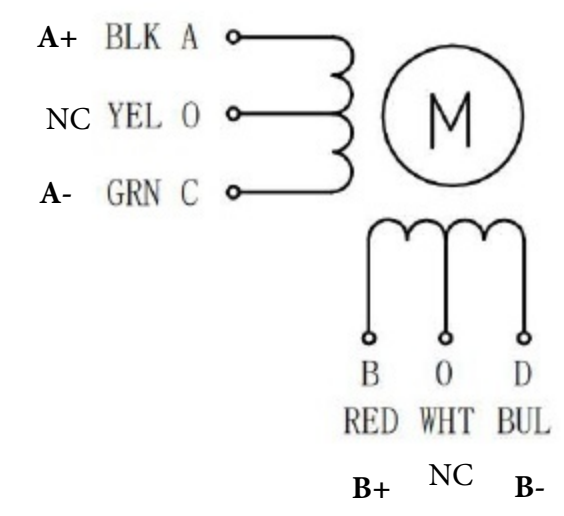 A+ BLK A
NC YEL O
A- GRN C
M
B O D
RED WHT BUL
B+ NC B-